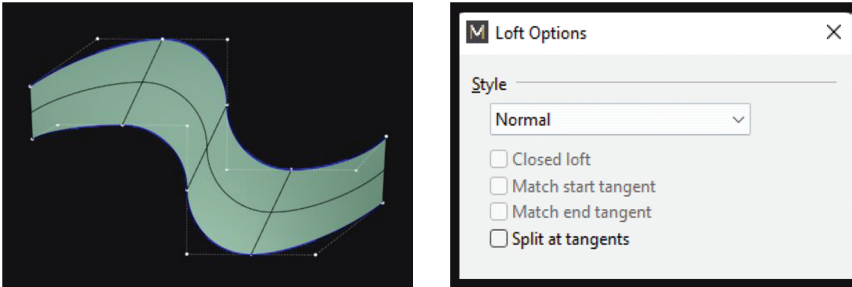 Loft Options
Style
Normal
Closed loft
Match start tangent
Match end tangent
Split at tangents